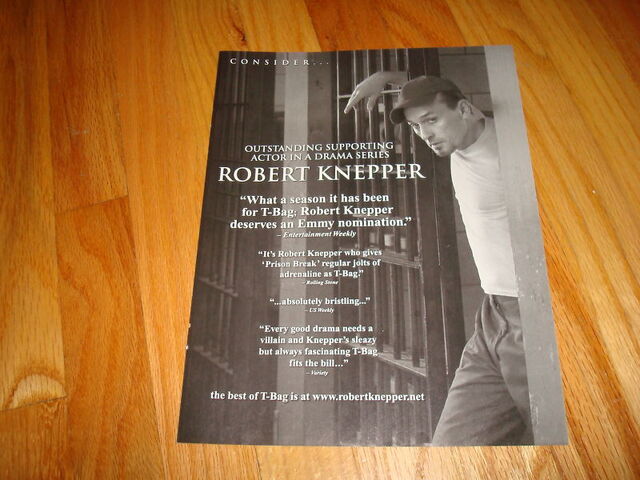 CONSIDER...
OUTSTANDING SUPPORTING
ACTOR IN A DRAMA SERIES
ROBERT KNEPPER
“What a season it has been
for T-Bag; Robert Knepper
deserves an Emmy nomination.”
– Entertainment Weekly
“It's Robert Knepper who gives
‘Prison Break’ regular jolts of
adrenaline as T-Bag.”
– Rolling Stone
“...absolutely bristling...”
– US Weekly
“Every good drama needs a
villain and Knepper's sleazy
but always fascinating T-Bag
fits the bill...”
– Variety
the best of T-Bag is at www.robertknepper.net